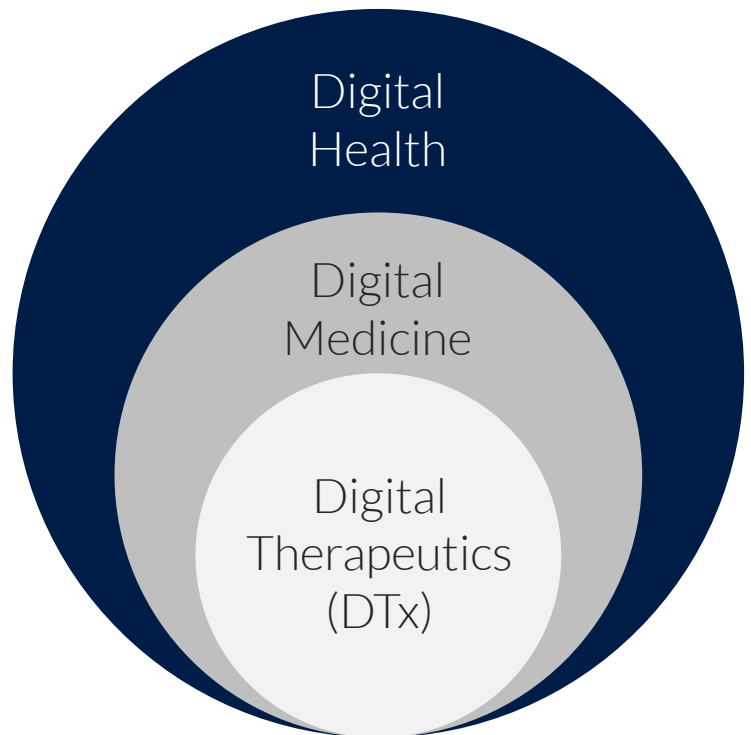 Digital
Health
Digital
Medicine
Digital
Therapeutics
(DTx)